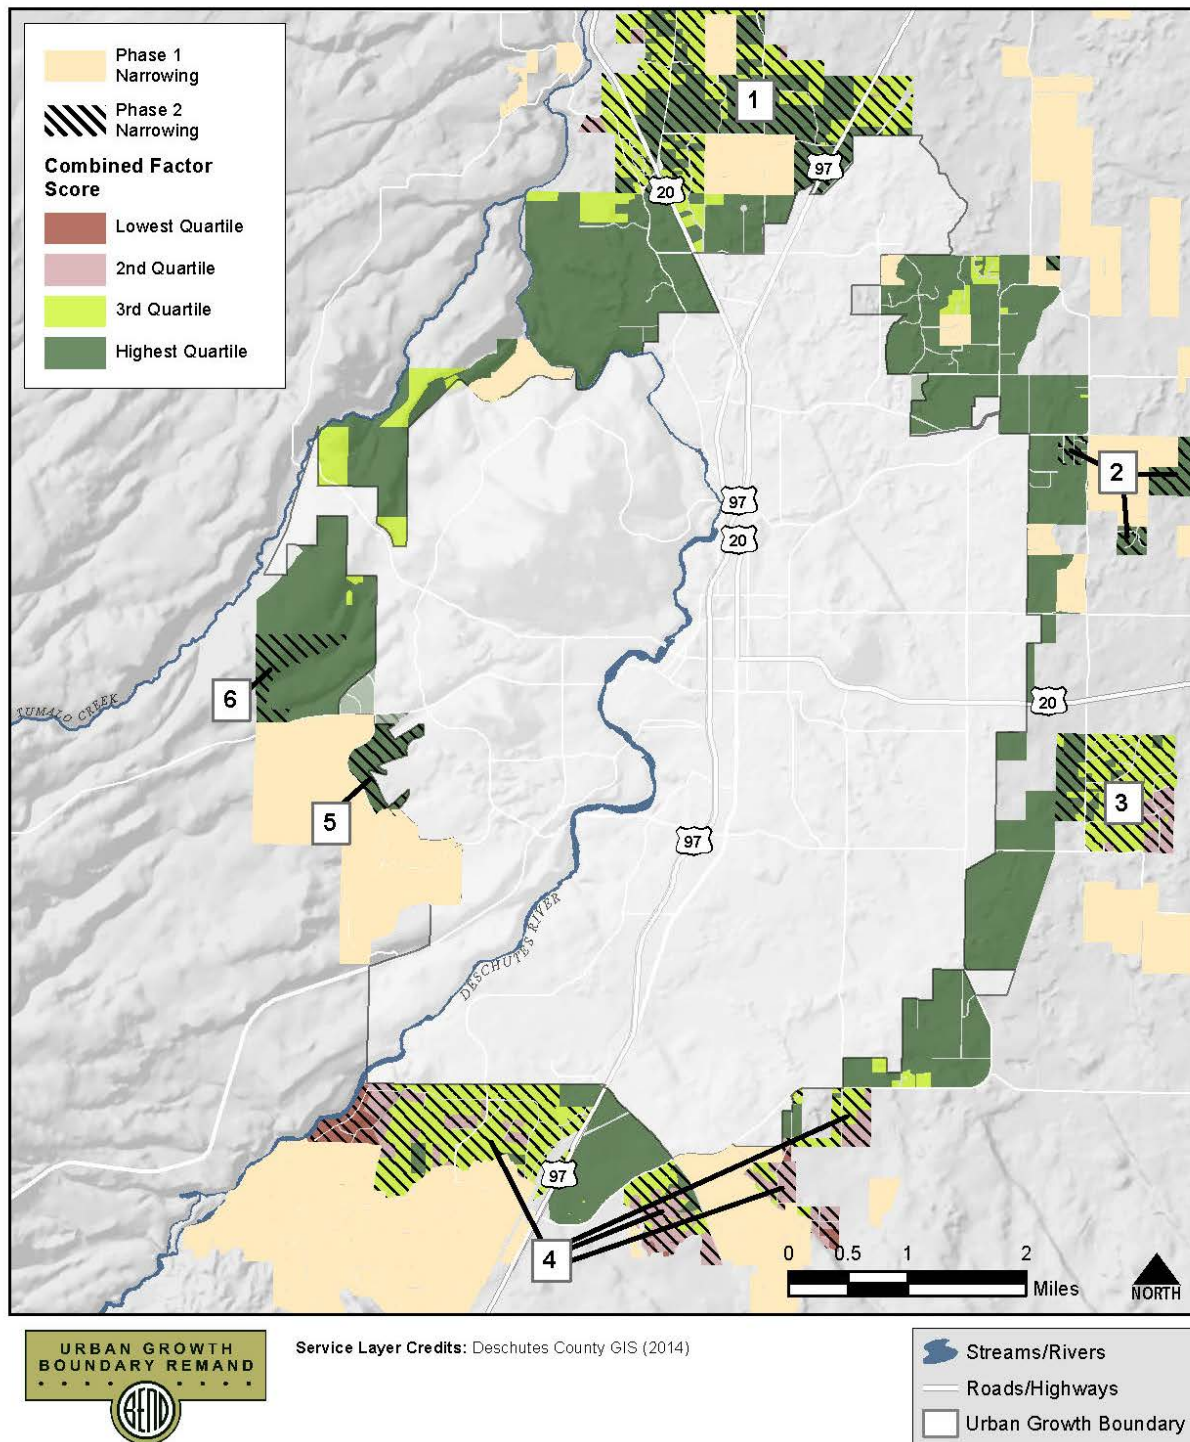 Phase 1
Narrowing
Phase 2
Narrowing
Combined Factor
Score
Lowest Quartile
2nd Quartile
3rd Quartile
Highest Quartile
1
97
20
2
97
20
6
TUMALO CREEK
20
5
3
97
DESCHUTES RIVER
97
4
0 0.5 1 2
Miles
NORTH
URBAN GROWTH
BOUNDARY REMAND
BEND
Service Layer Credits: Deschutes County GIS (2014)
Streams/Rivers
Roads/Highways
Urban Growth Boundary